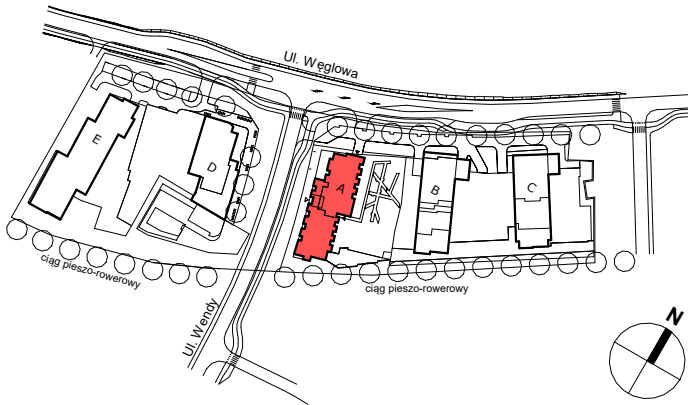 Ul. Węglowa
E
D
A
B
C
ciąg pieszo-rowerowy
ciąg pieszo-rowerowy
Ul. Wendy
N